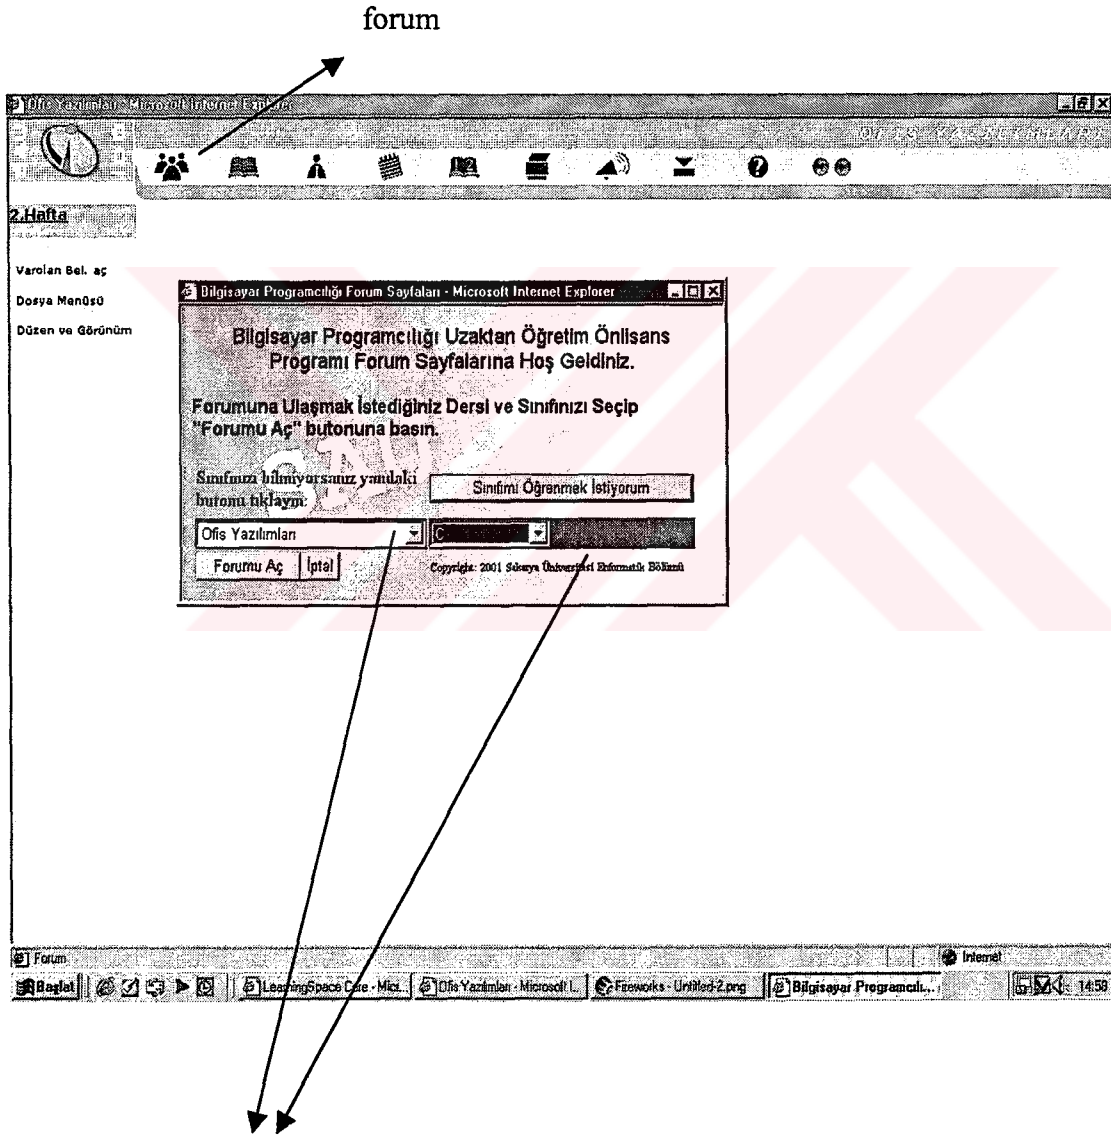 forum
Ofis Yazılımları - Microsoft Internet Explorer
2.Hafta
Varolan Bel. aç
Dosya Menüsü
Düzen ve Görünüm
Bilgisayar Programcılığı Forum Sayfaları - Microsoft Internet Explorer
Bilgisayar Programcılığı Uzaktan Öğretim Önlisans
Programı Forum Sayfalarına Hoş Geldiniz.
Forumuna Ulaşmak İstediğiniz Dersi ve Sınıfınızı Seçip
"Forumu Aç" butonuna basın.
SAU
Sınıfınızı bilmiyorsanız yandaki
butonu tıklayın:
Sınıfımı Öğrenmek İstiyorum
Ofis Yazılımları
C
Forumu Aç İptal
Copyright: 2001 Sakarya Üniversitesi Enformatik Bölümü
Forum
Internet
Başlat
LearningSpace Core - Micr...
Ofis Yazılımları - Microsoft I...
Fireworks - Untitled-2.png
Bilgisayar Programcılı...
14:59